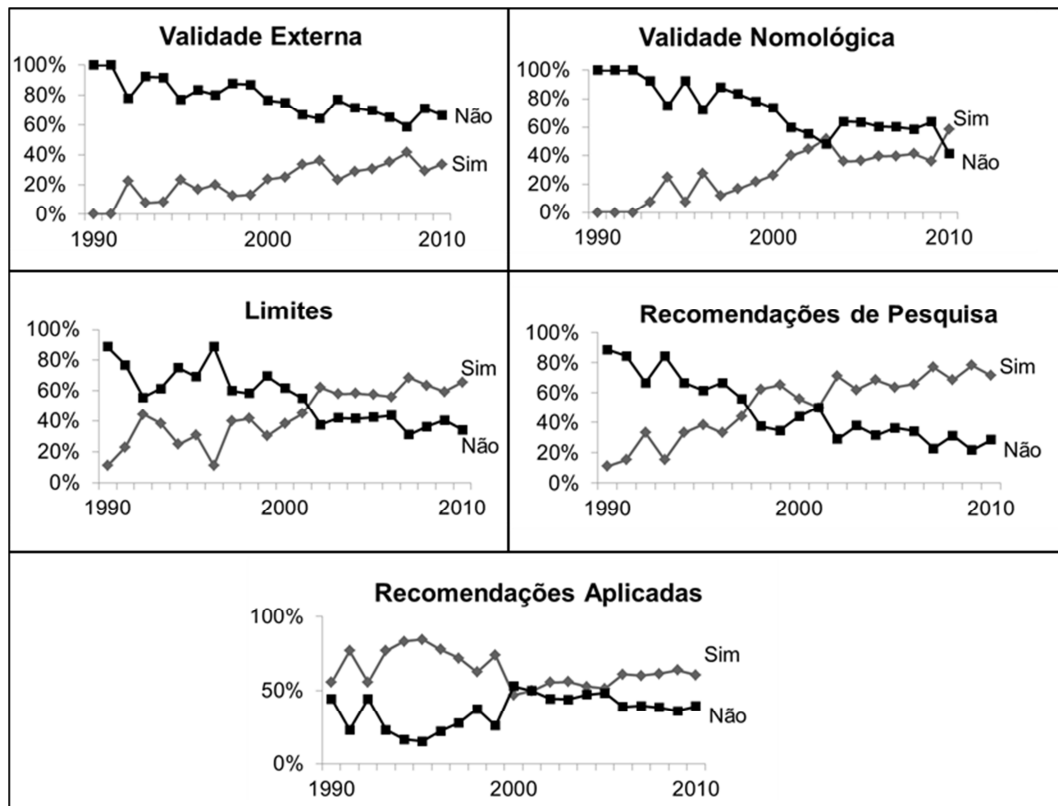 Validade Externa
100%
80%
60%
40%
20%
0%
Não
Sim
1990
2000
2010
Validade Nomológica
100%
80%
60%
40%
20%
0%
Sim
Não
1990
2000
2010
Limites
100%
80%
60%
40%
20%
0%
Sim
Não
1990
2000
2010
Recomendações de Pesquisa
100%
80%
60%
40%
20%
0%
Sim
Não
1990
2000
2010
Recomendações Aplicadas
100%
50%
0%
Sim
Não
1990
2000
2010